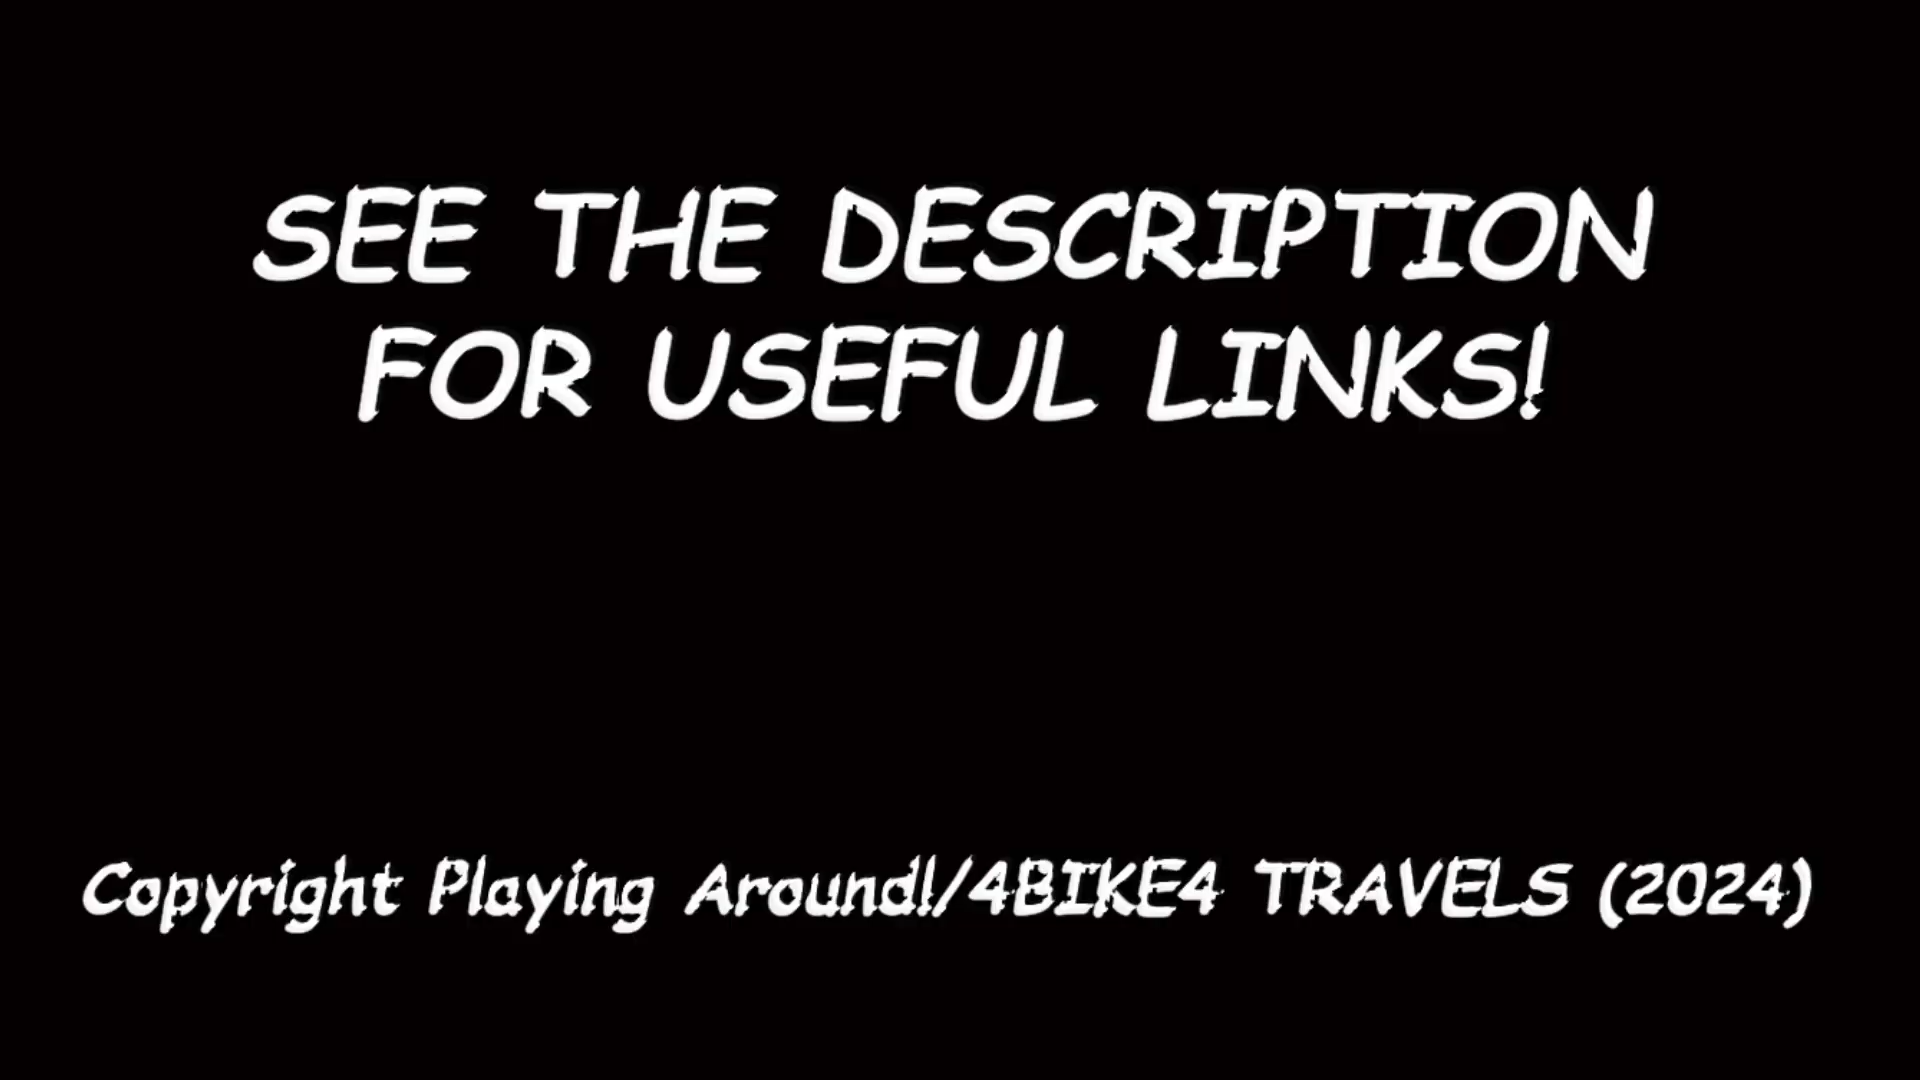 SEE THE DESCRIPTION
FOR USEFUL LINKS!
Copyright Playing Around!/4BIKE4 TRAVELS (2024)